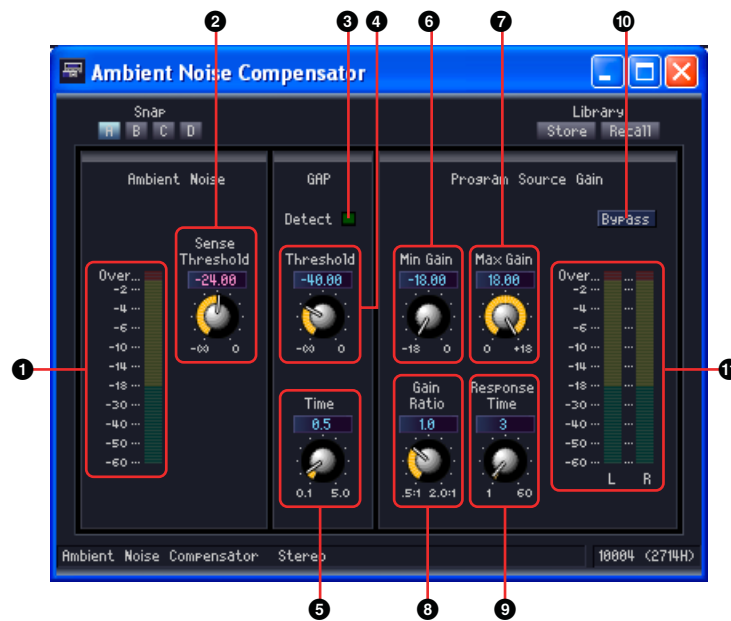 2 3 4 6 7 10
Ambient Noise Compensator
Snap
A B C D
Library
Store Recall
Ambient Noise
GAP
Program Source Gain
Detect
Bypass
Sense
Threshold
-24.00
-∞ 0
Threshold
-40.00
-∞ 0
Min Gain
-18.00
-18 0
Max Gain
18.00
0 +18
Over...
-2
-4
-6
-10
-14
-18
-30
-40
-50
-60
Over...
-2
-4
-6
-10
-14
-18
-30
-40
-50
-60
L R
1
11
Time
0.5
0.1 5.0
Gain
Ratio
1.0
.5:1 2.0:1
Response
Time
3
1 60
Ambient Noise Compensator Stereo
10004 (2714H)
5 8 9